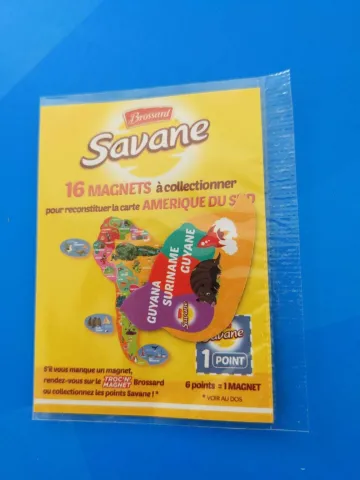 Brossard
Savane
16 MAGNETS à collectionner
pour reconstituer la carte AMERIQUE DU SUD
GUYANA
SURINAME
GUYANE
Savane
Savane
1 POINT
S'il vous manque un magnet,
rendez-vous sur le TROC'N' MAGNET Brossard
ou collectionnez les points Savane ! *
6 points = 1 MAGNET
* VOIR AU DOS